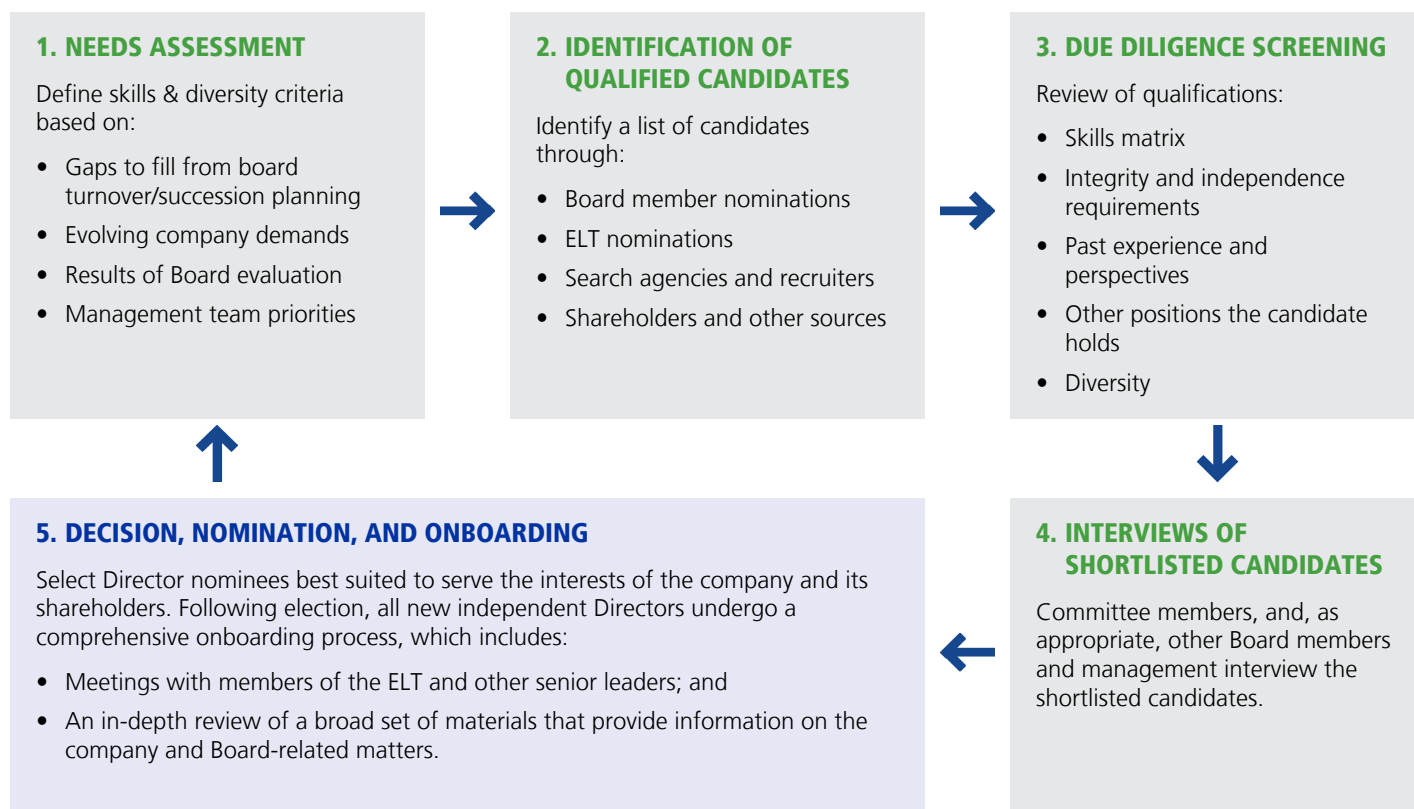 1. NEEDS ASSESSMENT
Define skills & diversity criteria
based on:
• Gaps to fill from board
turnover/succession planning
• Evolving company demands
• Results of Board evaluation
• Management team priorities
2. IDENTIFICATION OF
QUALIFIED CANDIDATES
Identify a list of candidates
through:
• Board member nominations
• ELT nominations
• Search agencies and recruiters
• Shareholders and other sources
3. DUE DILIGENCE SCREENING
Review of qualifications:
• Skills matrix
• Integrity and independence
requirements
• Past experience and
perspectives
• Other positions the candidate
holds
• Diversity
4. INTERVIEWS OF
SHORTLISTED CANDIDATES
Committee members, and, as
appropriate, other Board members
and management interview the
shortlisted candidates.
5. DECISION, NOMINATION, AND ONBOARDING
Select Director nominees best suited to serve the interests of the company and its
shareholders. Following election, all new independent Directors undergo a
comprehensive onboarding process, which includes:
• Meetings with members of the ELT and other senior leaders; and
• An in-depth review of a broad set of materials that provide information on the
company and Board-related matters.